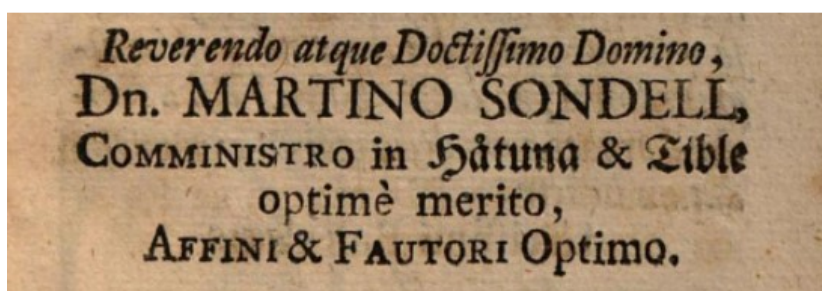 Reverendo atque Doctissimo Domino,
Dn. MARTINO SONDELL,
COMMINISTRO in Håtuna & Tible
optimè merito,
AFFINI & FAUTORI Optimo.